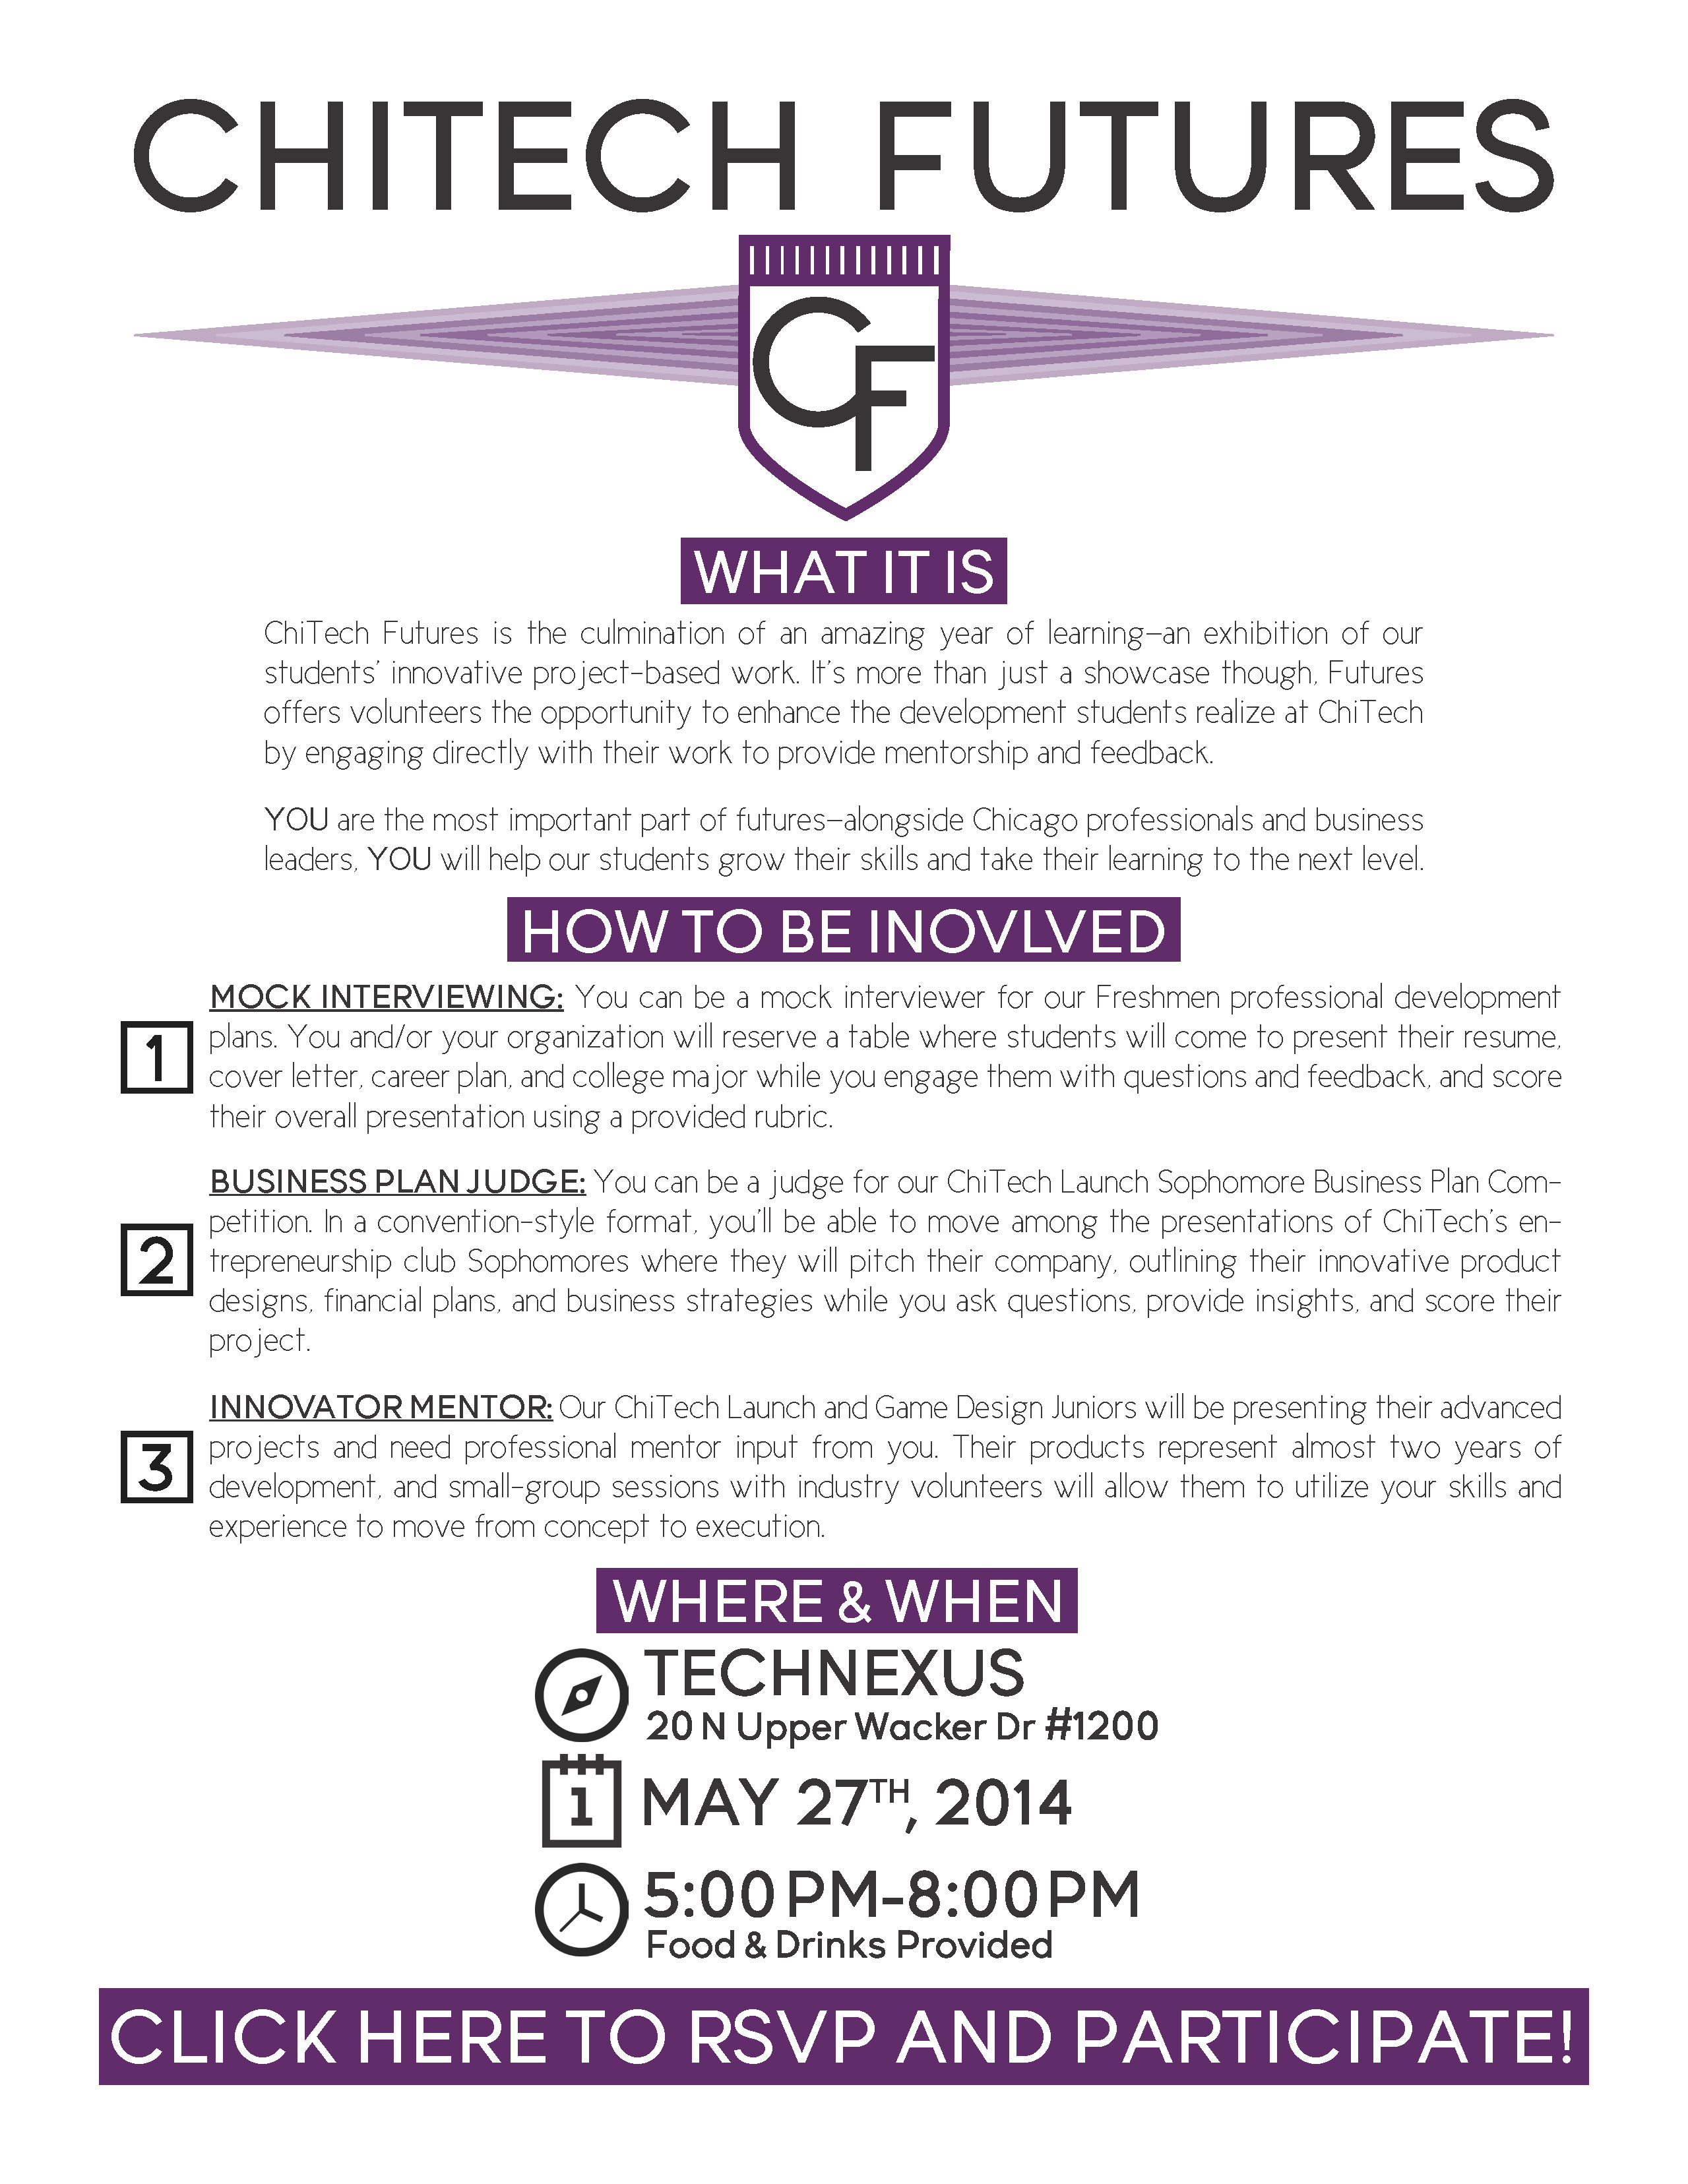 CHITECH FUTURES
CF
WHAT IT IS
ChiTech Futures is the culmination of an amazing year of learning–an exhibition of our
students' innovative project-based work. It's more than just a showcase though, Futures
offers volunteers the opportunity to enhance the development students realize at ChiTech
by engaging directly with their work to provide mentorship and feedback.
YOU are the most important part of futures–alongside Chicago professionals and business
leaders, YOU will help our students grow their skills and take their learning to the next level.
HOW TO BE INOVLVED
MOCK INTERVIEWING: You can be a mock interviewer for our Freshmen professional development
1 plans. You and/or your organization will reserve a table where students will come to present their resume,
cover letter, career plan, and college major while you engage them with questions and feedback, and score
their overall presentation using a provided rubric.
BUSINESS PLAN JUDGE: You can be a judge for our ChiTech Launch Sophomore Business Plan Com-
petition. In a convention-style format, you'll be able to move among the presentations of ChiTech's en-
2 trepreneurship club Sophomores where they will pitch their company, outlining their innovative product
designs, financial plans, and business strategies while you ask questions, provide insights, and score their
project.
INNOVATOR MENTOR: Our ChiTech Launch and Game Design Juniors will be presenting their advanced
3 projects and need professional mentor input from you. Their products represent almost two years of
development, and small-group sessions with industry volunteers will allow them to utilize your skills and
experience to move from concept to execution.
WHERE & WHEN
TECHNEXUS
20 N Upper Wacker Dr #1200
1 MAY 27TH, 2014
5:00 PM-8:00 PM
Food & Drinks Provided
CLICK HERE TO RSVP AND PARTICIPATE!